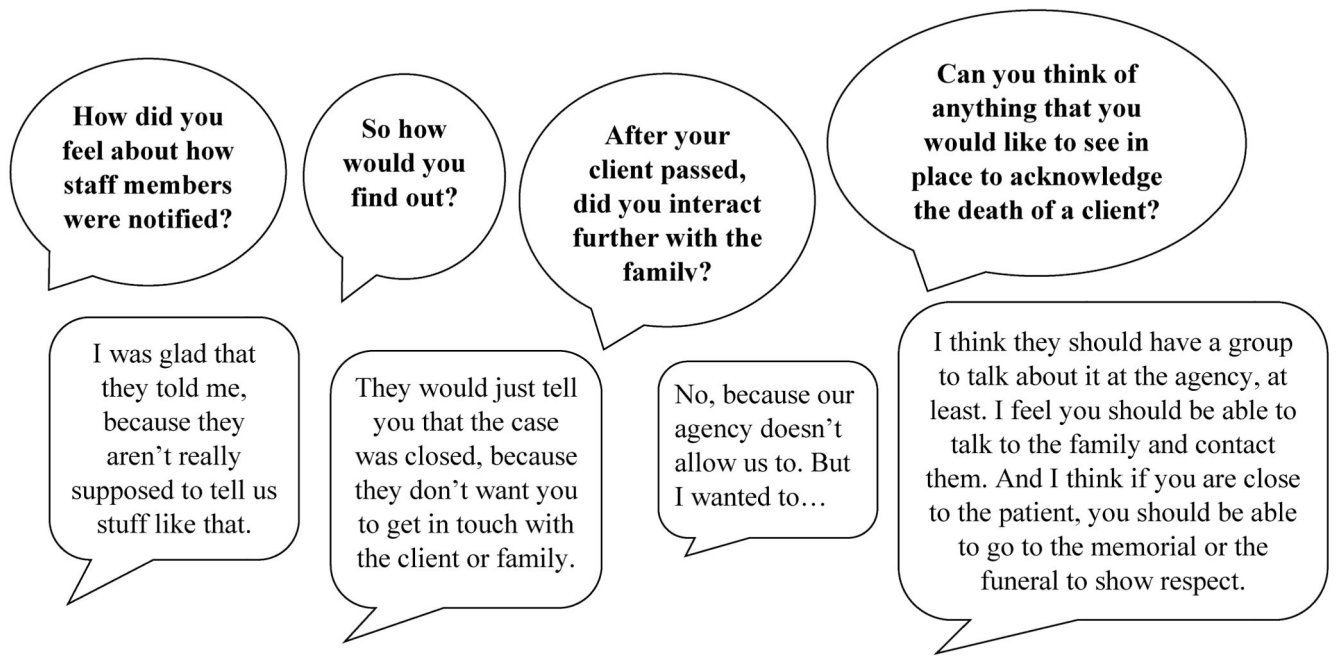 How did you
feel about how
staff members
were notified?
I was glad that
they told me,
because they
aren’t really
supposed to tell us
stuff like that.
So how
would you
find out?
They would just tell
you that the case
was closed, because
they don’t want you
to get in touch with
the client or family.
After your
client passed,
did you interact
further with the
family?
No, because our
agency doesn’t
allow us to. But
I wanted to…
Can you think of
anything that you
would like to see in
place to acknowledge
the death of a client?
I think they should have a group
to talk about it at the agency, at
least. I feel you should be able to
talk to the family and contact
them. And I think if you are close
to the patient, you should be able
to go to the memorial or the
funeral to show respect.